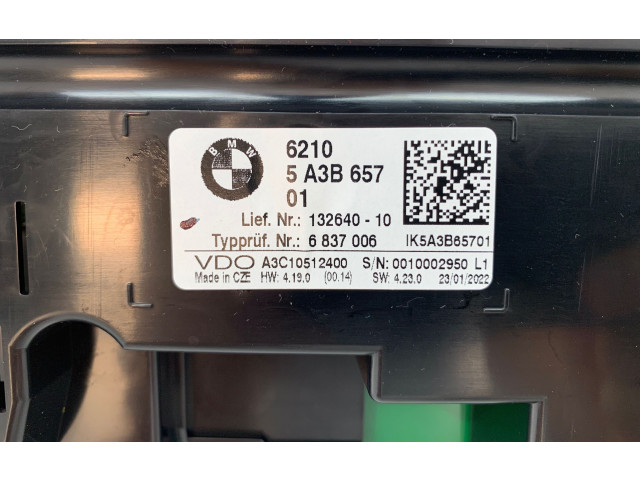 BMW
6210
5 A3B 657
01
Lief. Nr.: 132640 - 10
Typprüf. Nr.: 6 837 006 IK5A3B65701
VDO A3C10512400 S/N: 0010002950 L1
Made in CZE HW: 4.19.0 (00.14) SW: 4.23.0 23/01/2022